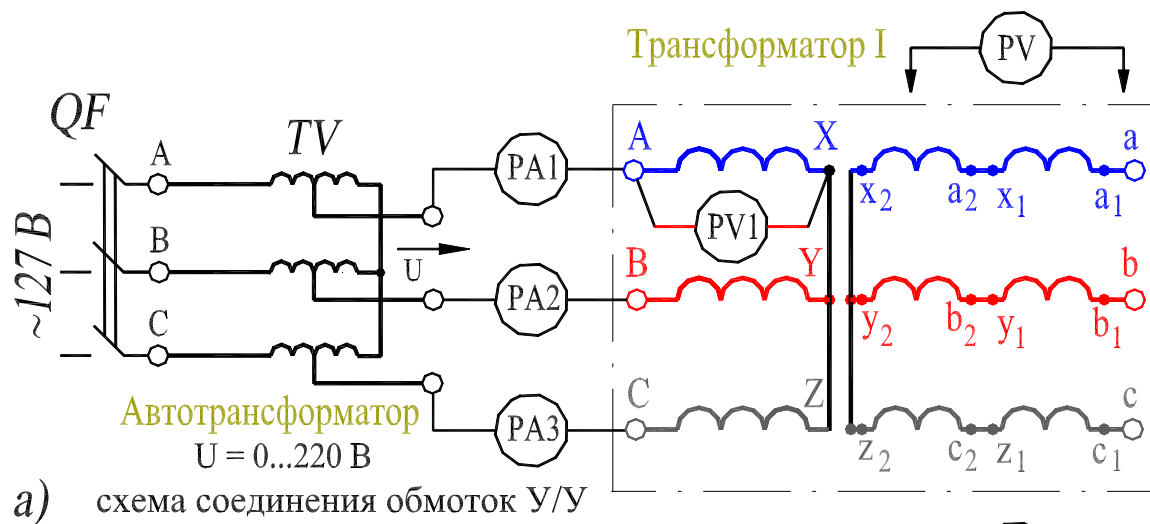 Трансформатор I
PV
QF
TV
A
PA1
A
X
a
x2 a2 x1 a1
PV1
~127 В
B
U
PA2
B
Y
b
y2 b2 y1 b1
C
Автотрансформатор
PA3
C
Z
c
z2 c2 z1 c1
U = 0...220 В
а) схема соединения обмоток У/У